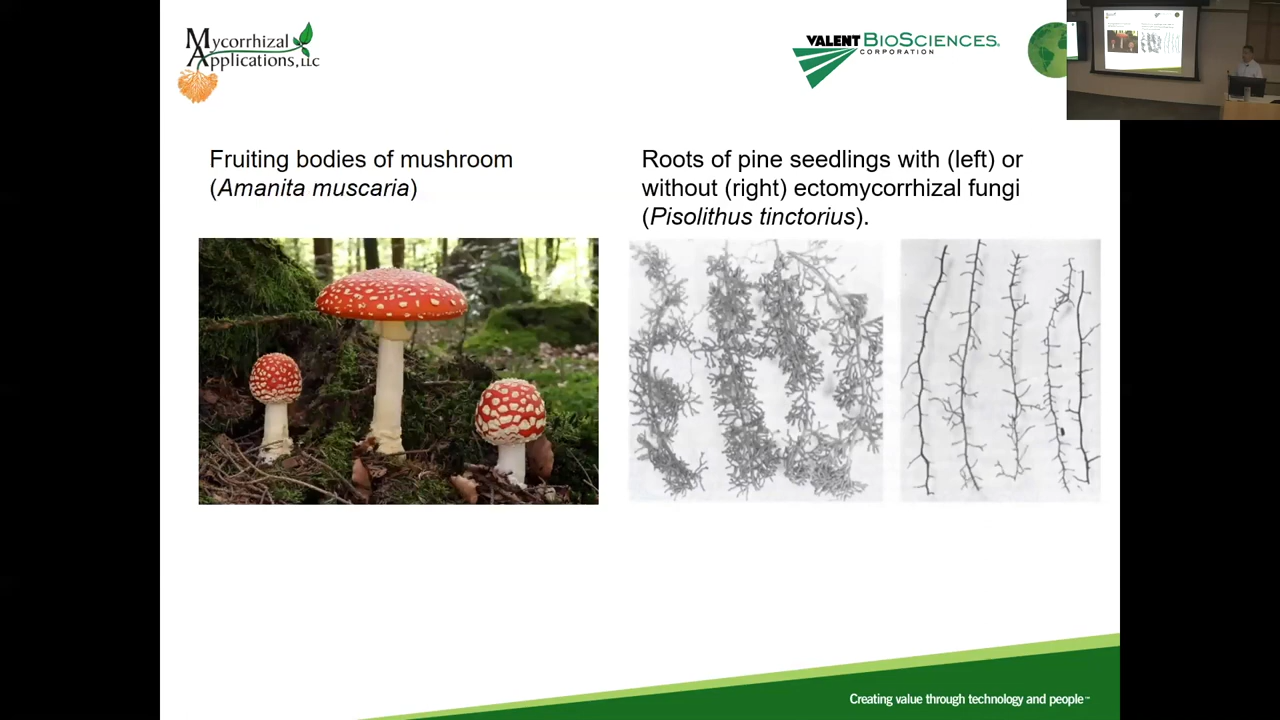 Mycorrhizal
Applications, LLC
VALENT BIOSCIENCES®
CORPORATION
Fruiting bodies of mushroom
(Amanita muscaria)
Roots of pine seedlings with (left) or
without (right) ectomycorrhizal fungi
(Pisolithus tinctorius).
Creating value through technology and people™